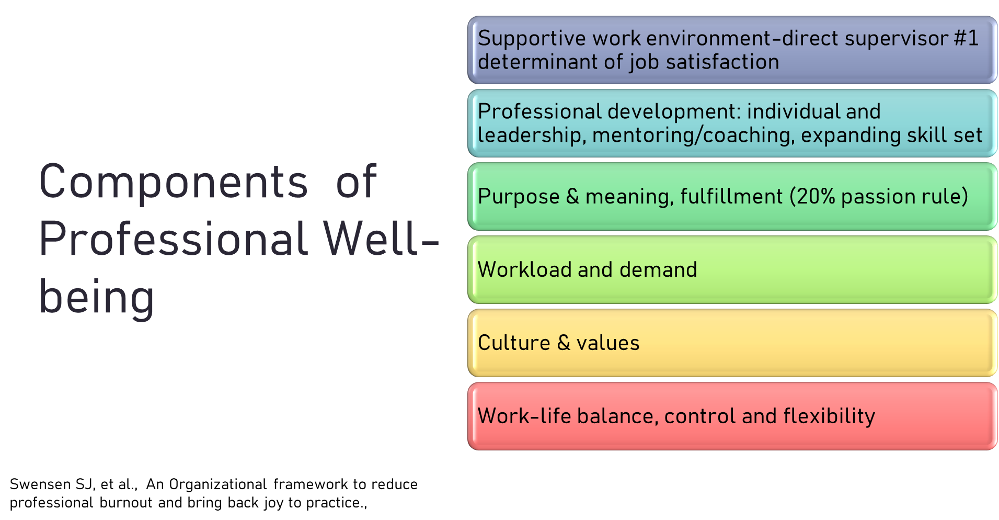 Components of
Professional Well-
being
Supportive work environment-direct supervisor #1
determinant of job satisfaction
Professional development: individual and
leadership, mentoring/coaching, expanding skill set
Purpose & meaning, fulfillment (20% passion rule)
Workload and demand
Culture & values
Work-life balance, control and flexibility
Swensen SJ, et al., An Organizational framework to reduce
professional burnout and bring back joy to practice.,